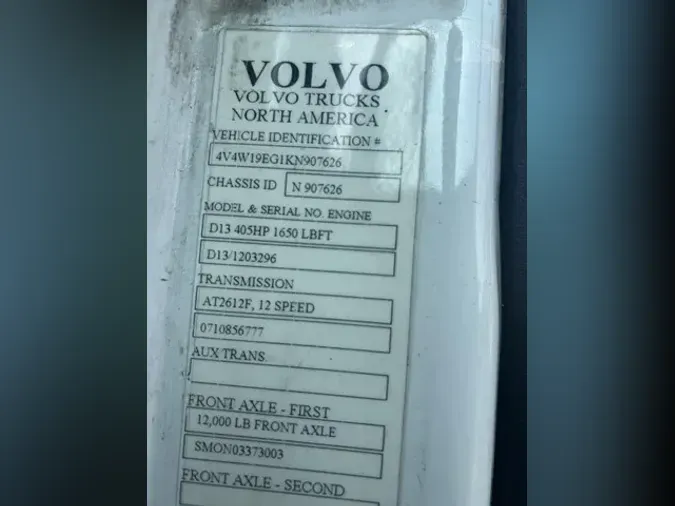 VOLVO
VOLVO TRUCKS
NORTH AMERICA
VEHICLE IDENTIFICATION #
4V4W19EG1KN907626
CHASSIS ID N 907626
MODEL & SERIAL NO. ENGINE
D13 405HP 1650 LBFT
D13/1203296
TRANSMISSION
AT2612F, 12 SPEED
0710856777
AUX TRANS.
FRONT AXLE - FIRST
12,000 LB FRONT AXLE
SMON03373003
FRONT AXLE - SECOND